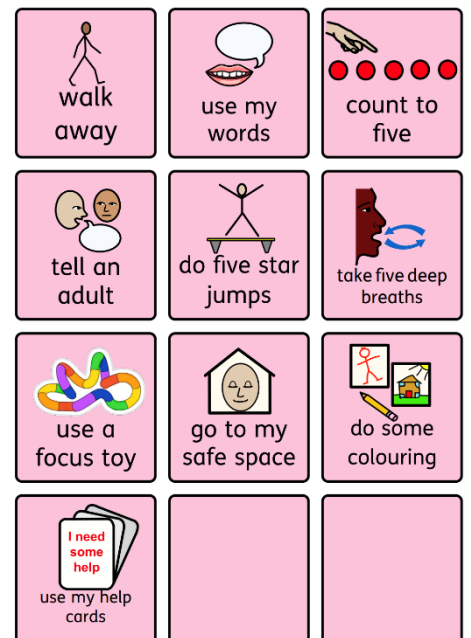 walk
away
use my
words
count to
five
tell an
adult
do five star
jumps
take five deep
breaths
use a
focus toy
go to my
safe space
do some
colouring
I need
some
help
use my help
cards